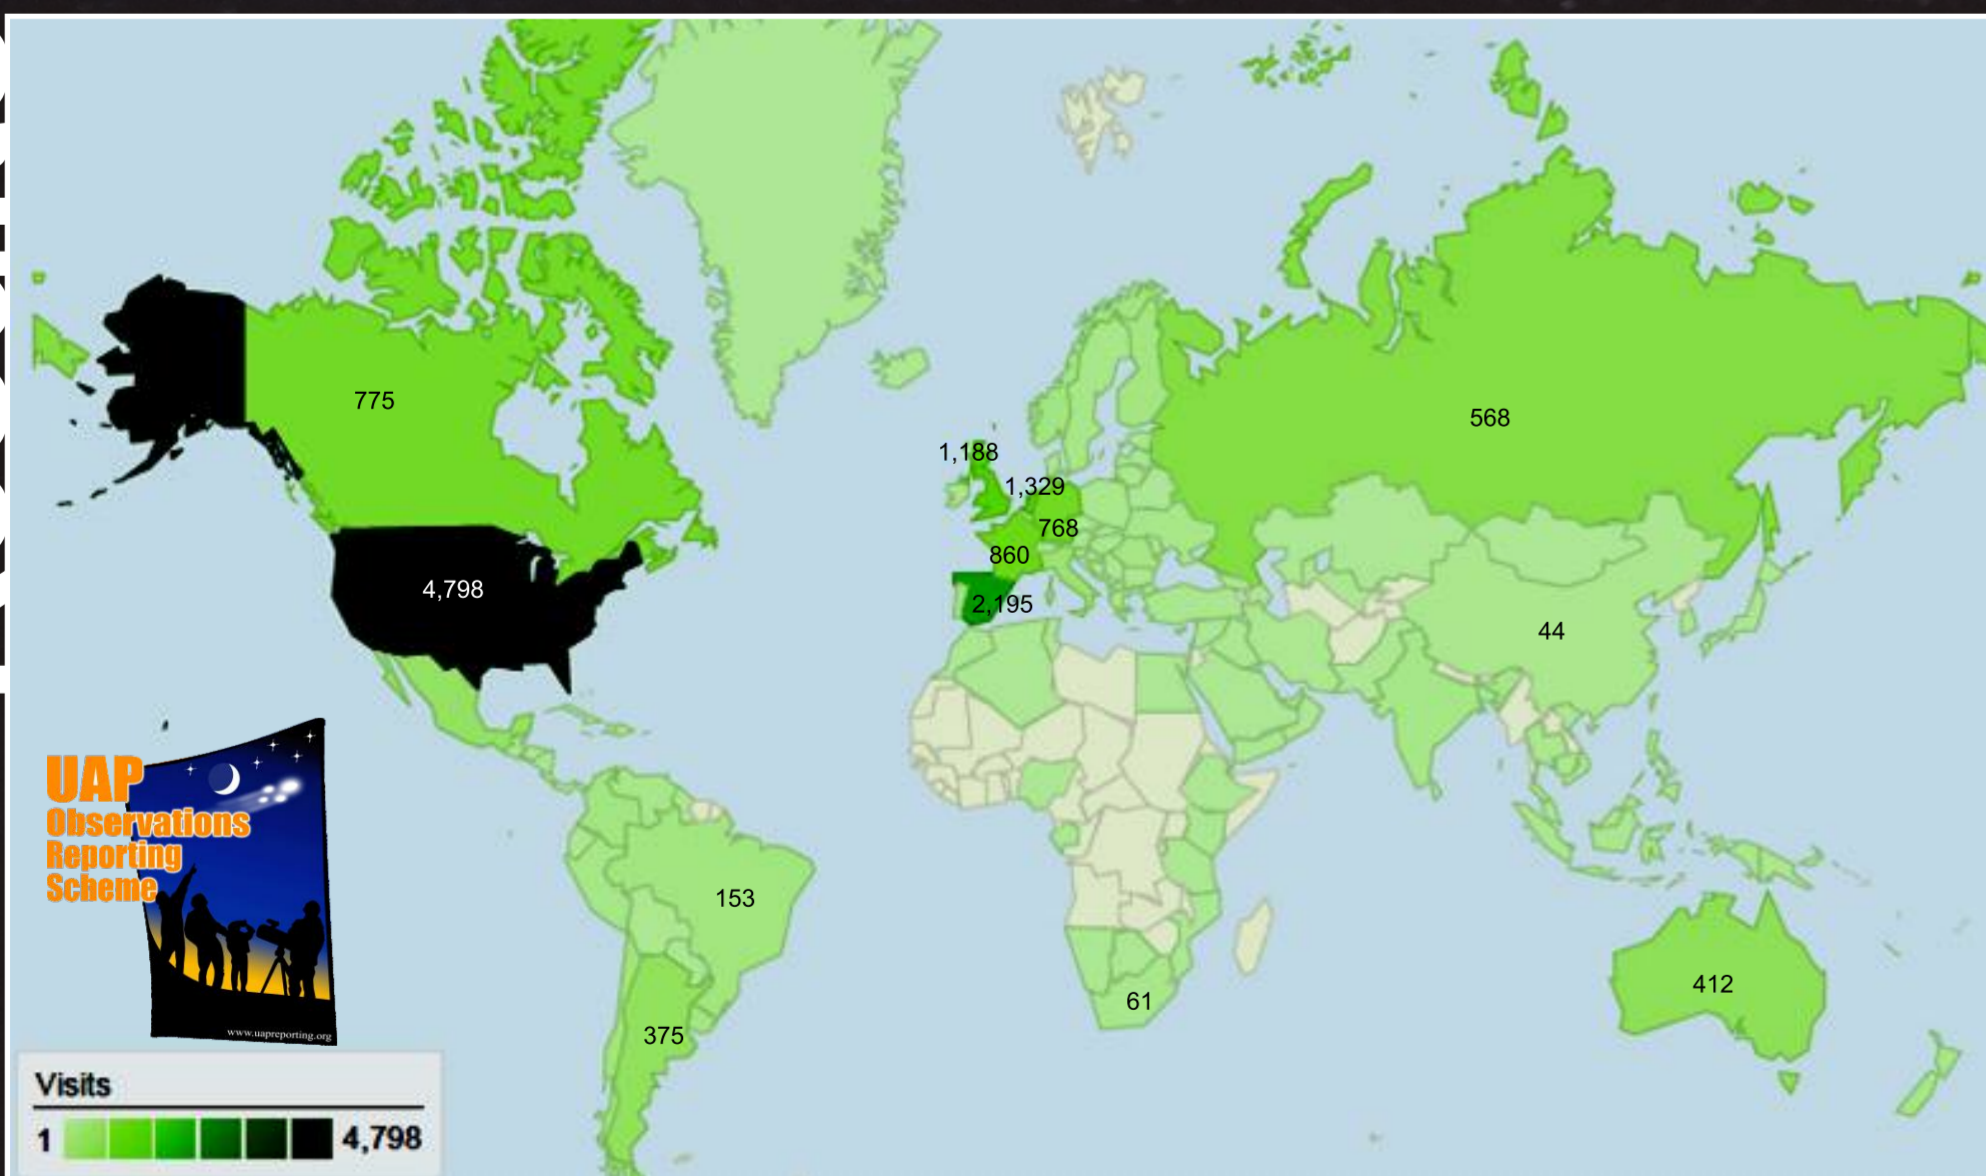 775
568
1,188
1,329
768
860
4,798
2,195
44
UAP
Observations
Reporting
Scheme
www.uapreporting.org
153
61
412
375
Visits
1 4,798